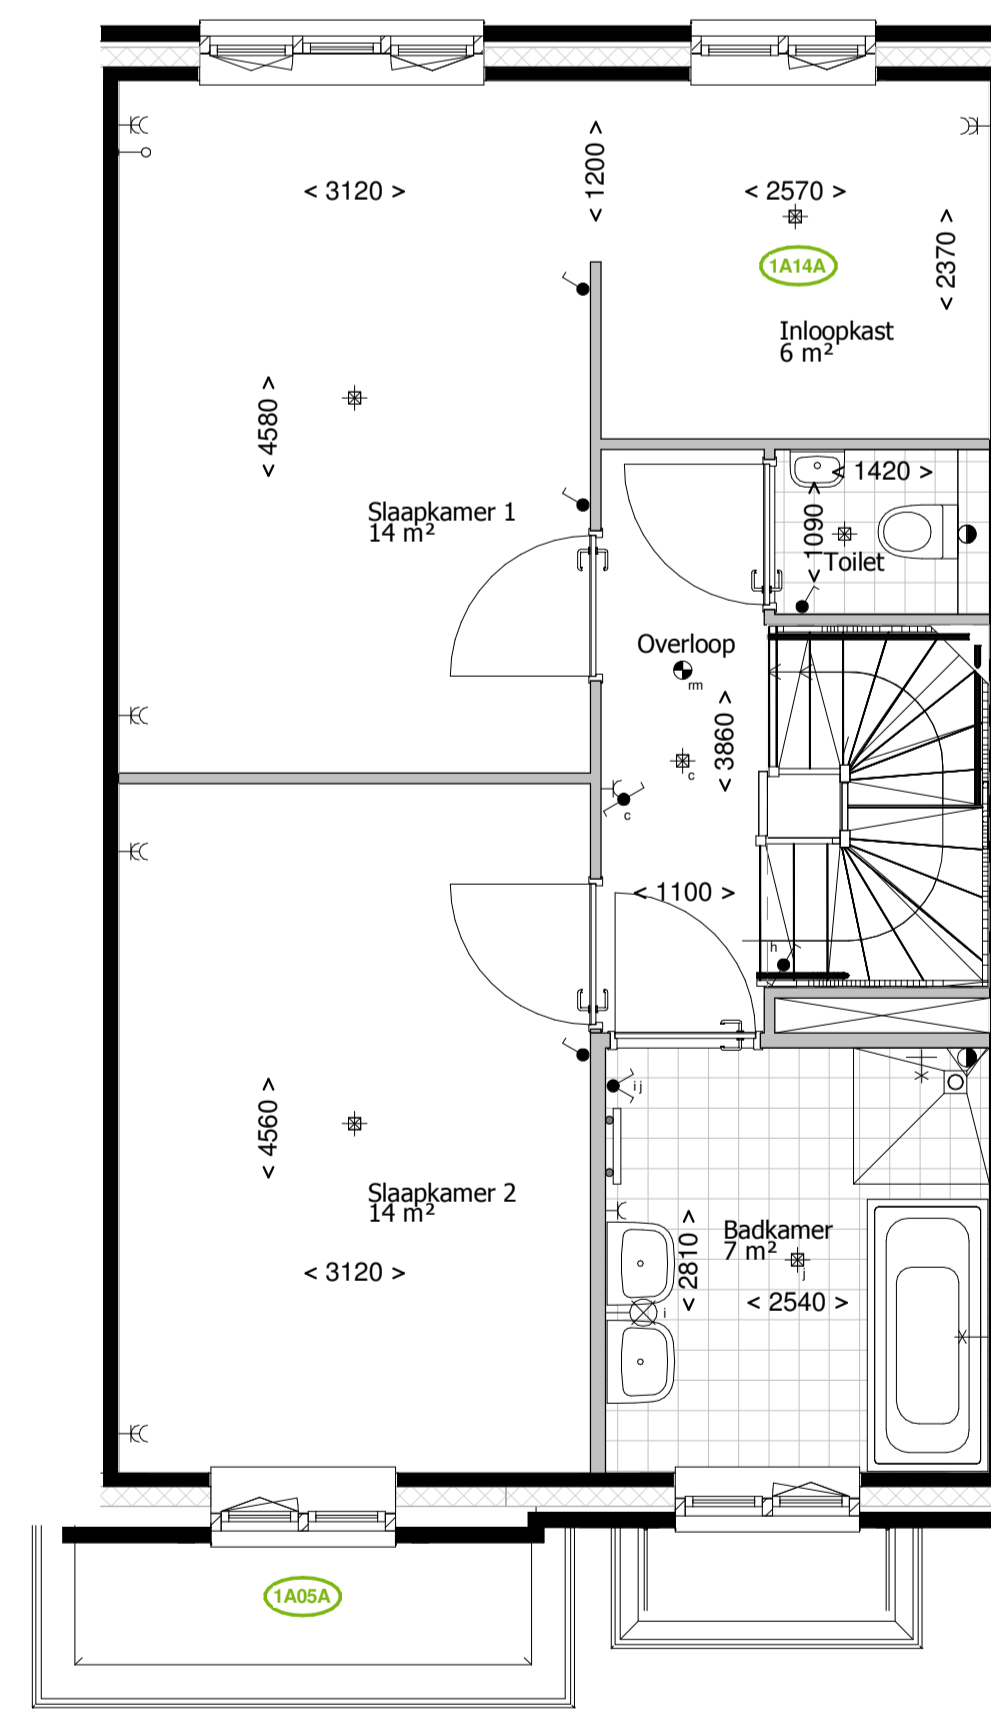 < 3120 >
< 1200 >
< 2570 >
< 2370 >
1A14A
Inloopkast
6 m²
< 4580 >
Slaapkamer 1
14 m²
< 1420 >
< 1090 >
Toilet
Overloop
rm
< 3860 >
c
c
< 1100 >
h
i j
< 4560 >
Slaapkamer 2
14 m²
< 3120 >
Badkamer
7 m²
< 2810 >
j
< 2540 >
i
1A05A